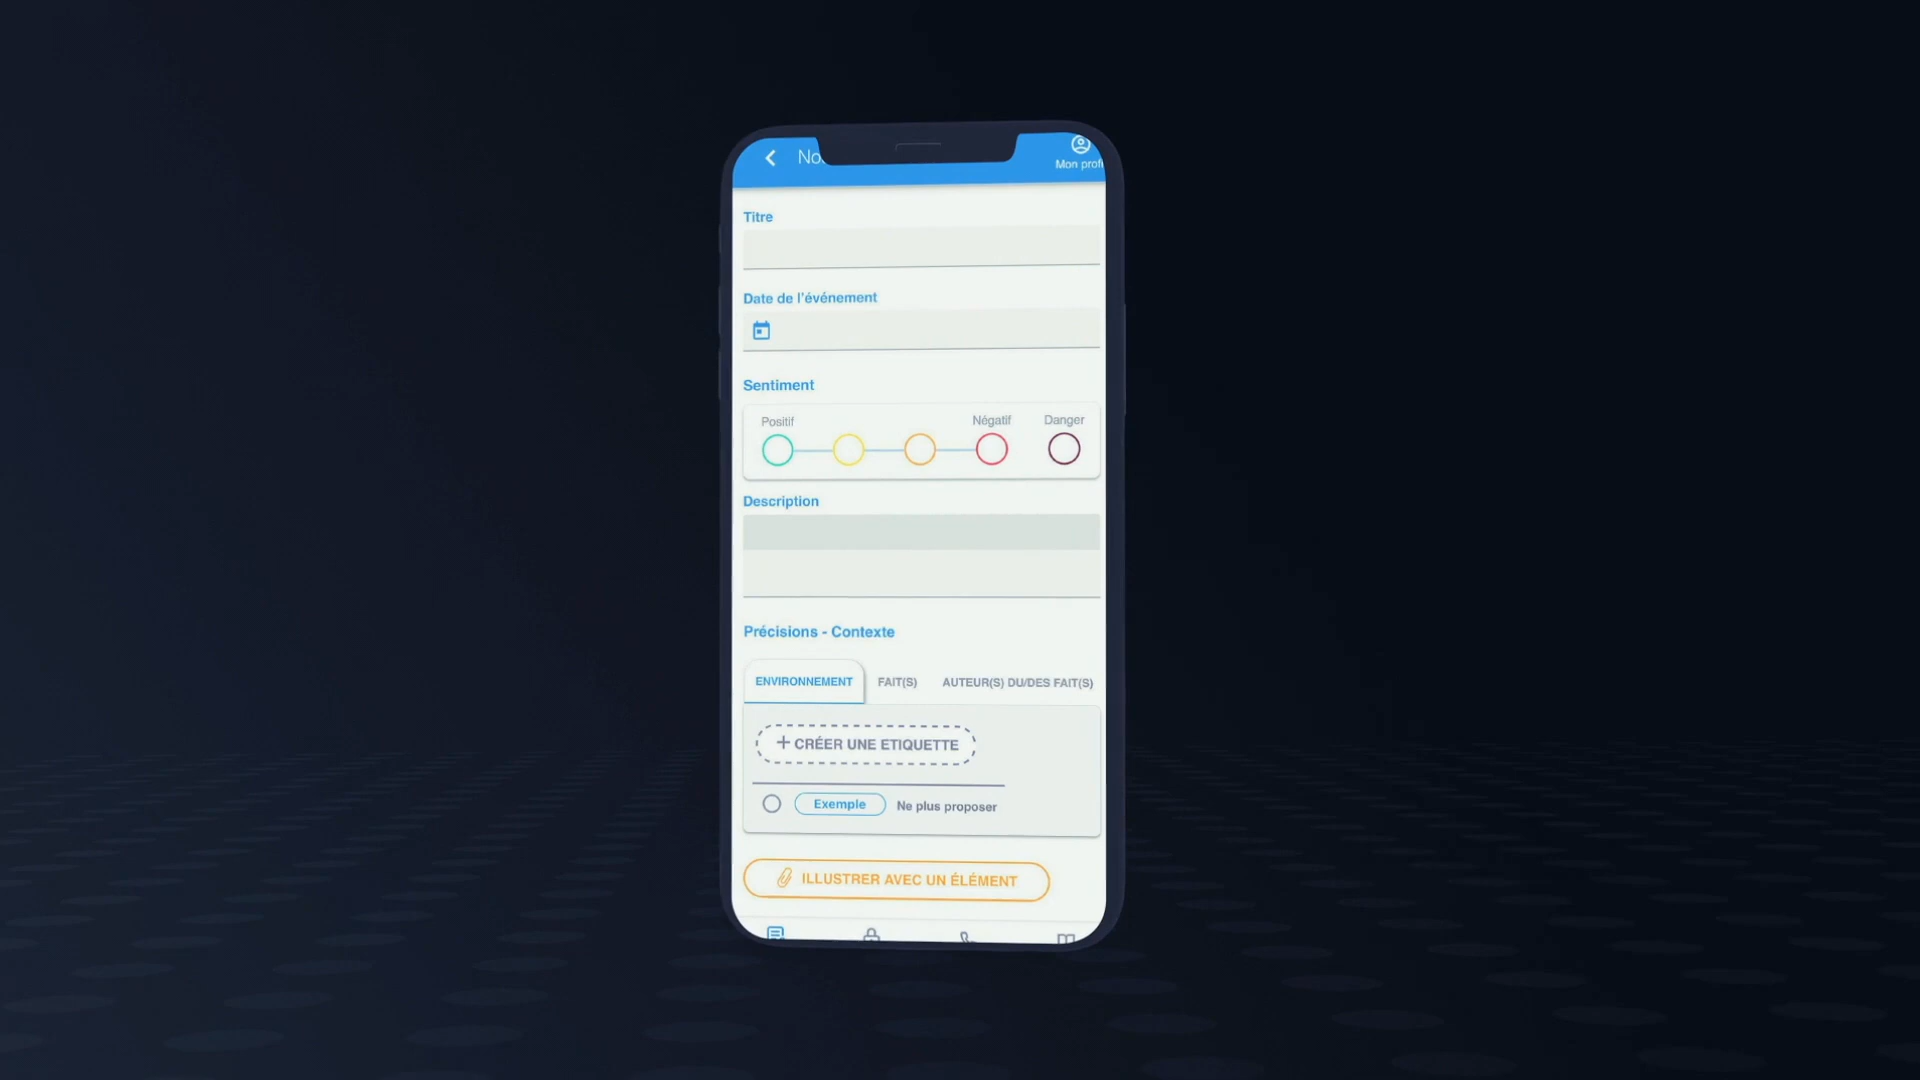 Mon profi
Titre
Date de l'événement
Sentiment
Positif
Négatif
Danger
Description
Précisions - Contexte
ENVIRONNEMENT
FAIT(S)
AUTEUR(S) DU/DES FAIT(S)
+ CRÉER UNE ETIQUETTE
Exemple
Ne plus proposer
ILLUSTRER AVEC UN ÉLÉMENT